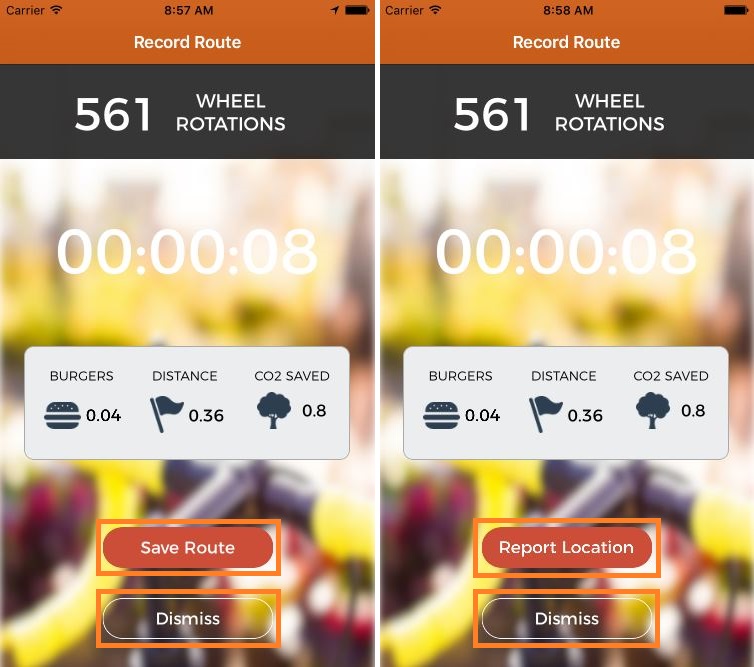 Carrier 8:57 AM
Record Route
561 WHEEL
ROTATIONS
00:00:08
BURGERS DISTANCE CO2 SAVED
0.04 0.36 0.8
Save Route
Dismiss
Carrier 8:58 AM
Record Route
561 WHEEL
ROTATIONS
00:00:08
BURGERS DISTANCE CO2 SAVED
0.04 0.36 0.8
Report Location
Dismiss